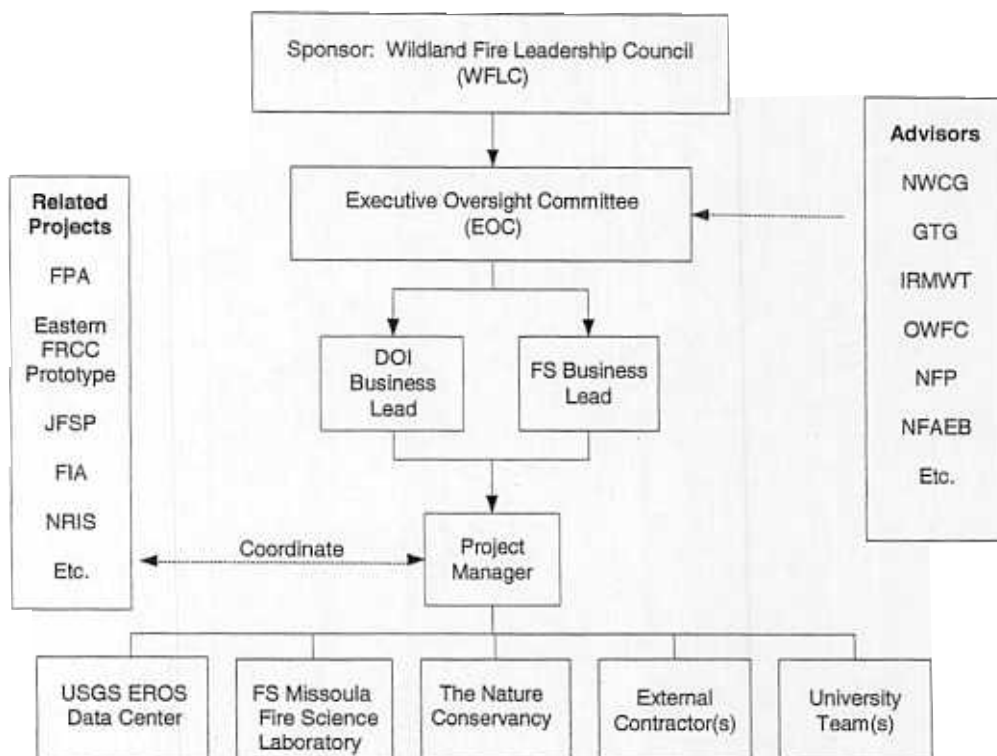 Sponsor: Wildland Fire Leadership Council
(WFLC)
Advisors
NWCG
GTG
IRMWT
OWFC
NFP
NFAEB
Etc.
Executive Oversight Committee
(EOC)
Related
Projects
FPA
Eastern
FRCC
Prototype
JFSP
FIA
NRIS
Etc.
DOI
Business
Lead
FS Business
Lead
Coordinate
Project
Manager
USGS EROS
Data Center
FS Missoula
Fire Science
Laboratory
The Nature
Conservancy
External
Contractor(s)
University
Team(s)